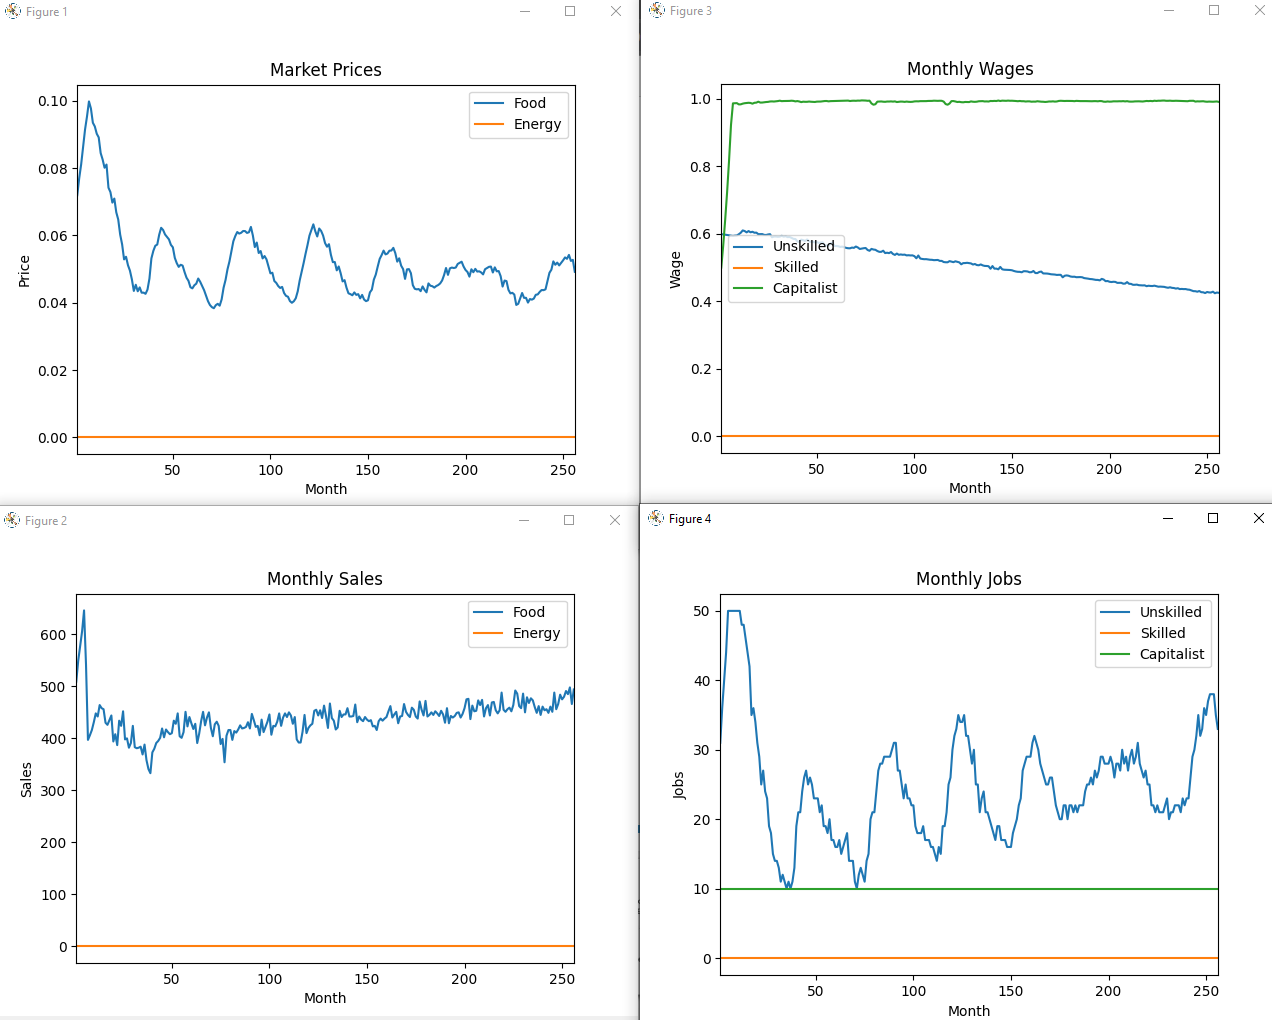 Figure 1
Market Prices
Food
Energy
0.10
0.08
0.06
0.04
0.02
0.00
Price
50 100 150 200 250
Month
Figure 3
Monthly Wages
1.0
0.8
0.6
0.4
0.2
0.0
Wage
Unskilled
Skilled
Capitalist
50 100 150 200 250
Month
Figure 2
Monthly Sales
Food
Energy
600
500
400
300
200
100
0
Sales
50 100 150 200 250
Month
Figure 4
Monthly Jobs
Unskilled
Skilled
Capitalist
50
40
30
20
10
0
Jobs
50 100 150 200 250
Month